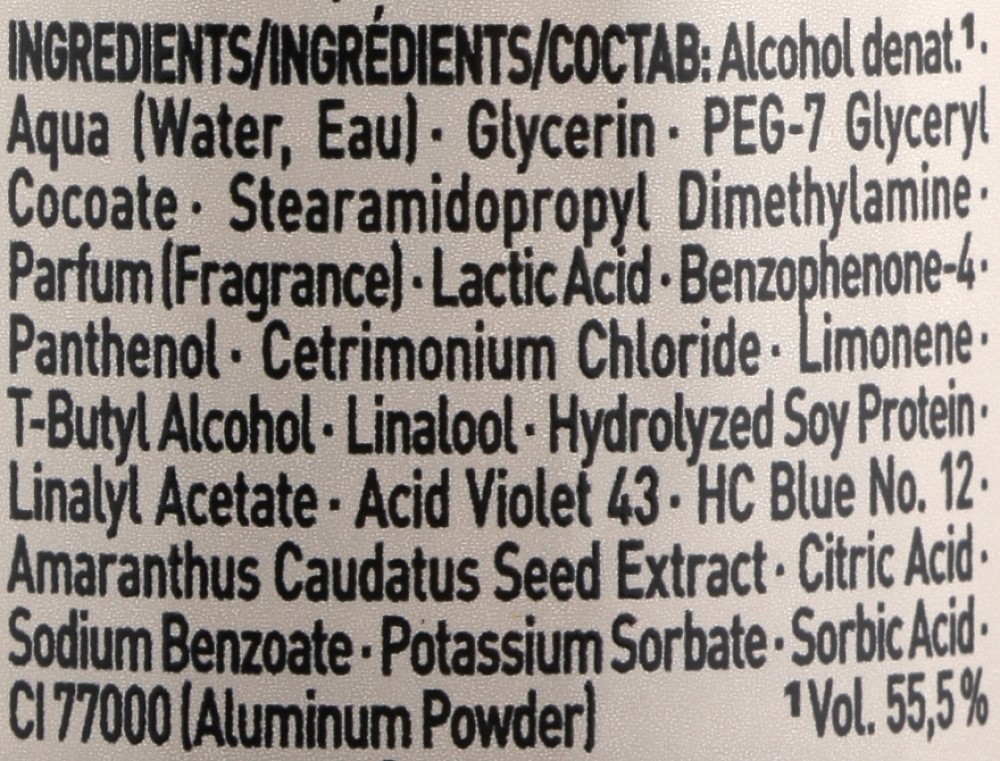 INGREDIENTS/INGRÉDIENTS/СОСТАВ: Alcohol denat.¹·
Aqua (Water, Eau) · Glycerin · PEG-7 Glyceryl
Cocoate · Stearamidopropyl Dimethylamine ·
Parfum (Fragrance) · Lactic Acid · Benzophenone-4 ·
Panthenol · Cetrimonium Chloride · Limonene ·
T-Butyl Alcohol · Linalool · Hydrolyzed Soy Protein ·
Linalyl Acetate · Acid Violet 43 · HC Blue No. 12 ·
Amaranthus Caudatus Seed Extract · Citric Acid ·
Sodium Benzoate · Potassium Sorbate · Sorbic Acid ·
CI 77000 (Aluminum Powder) ¹Vol. 55,5%